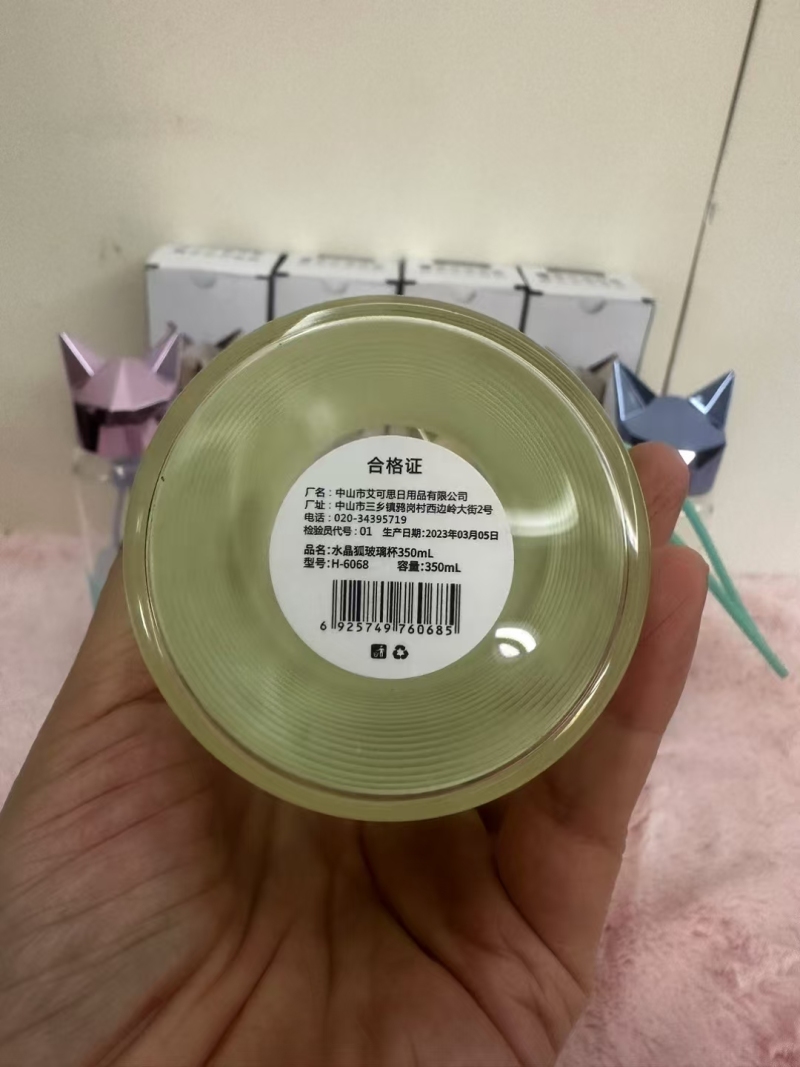 合格证
厂名：中山市艾可思日用品有限公司
厂址：中山市三乡镇鸦岗村西边岭大街2号
电话：020-34395719
检验员代号：01 生产日期:2023年03月05日
品名：水晶狐玻璃杯350mL
型号：H-6068 容量：350mL
6 925749 760685